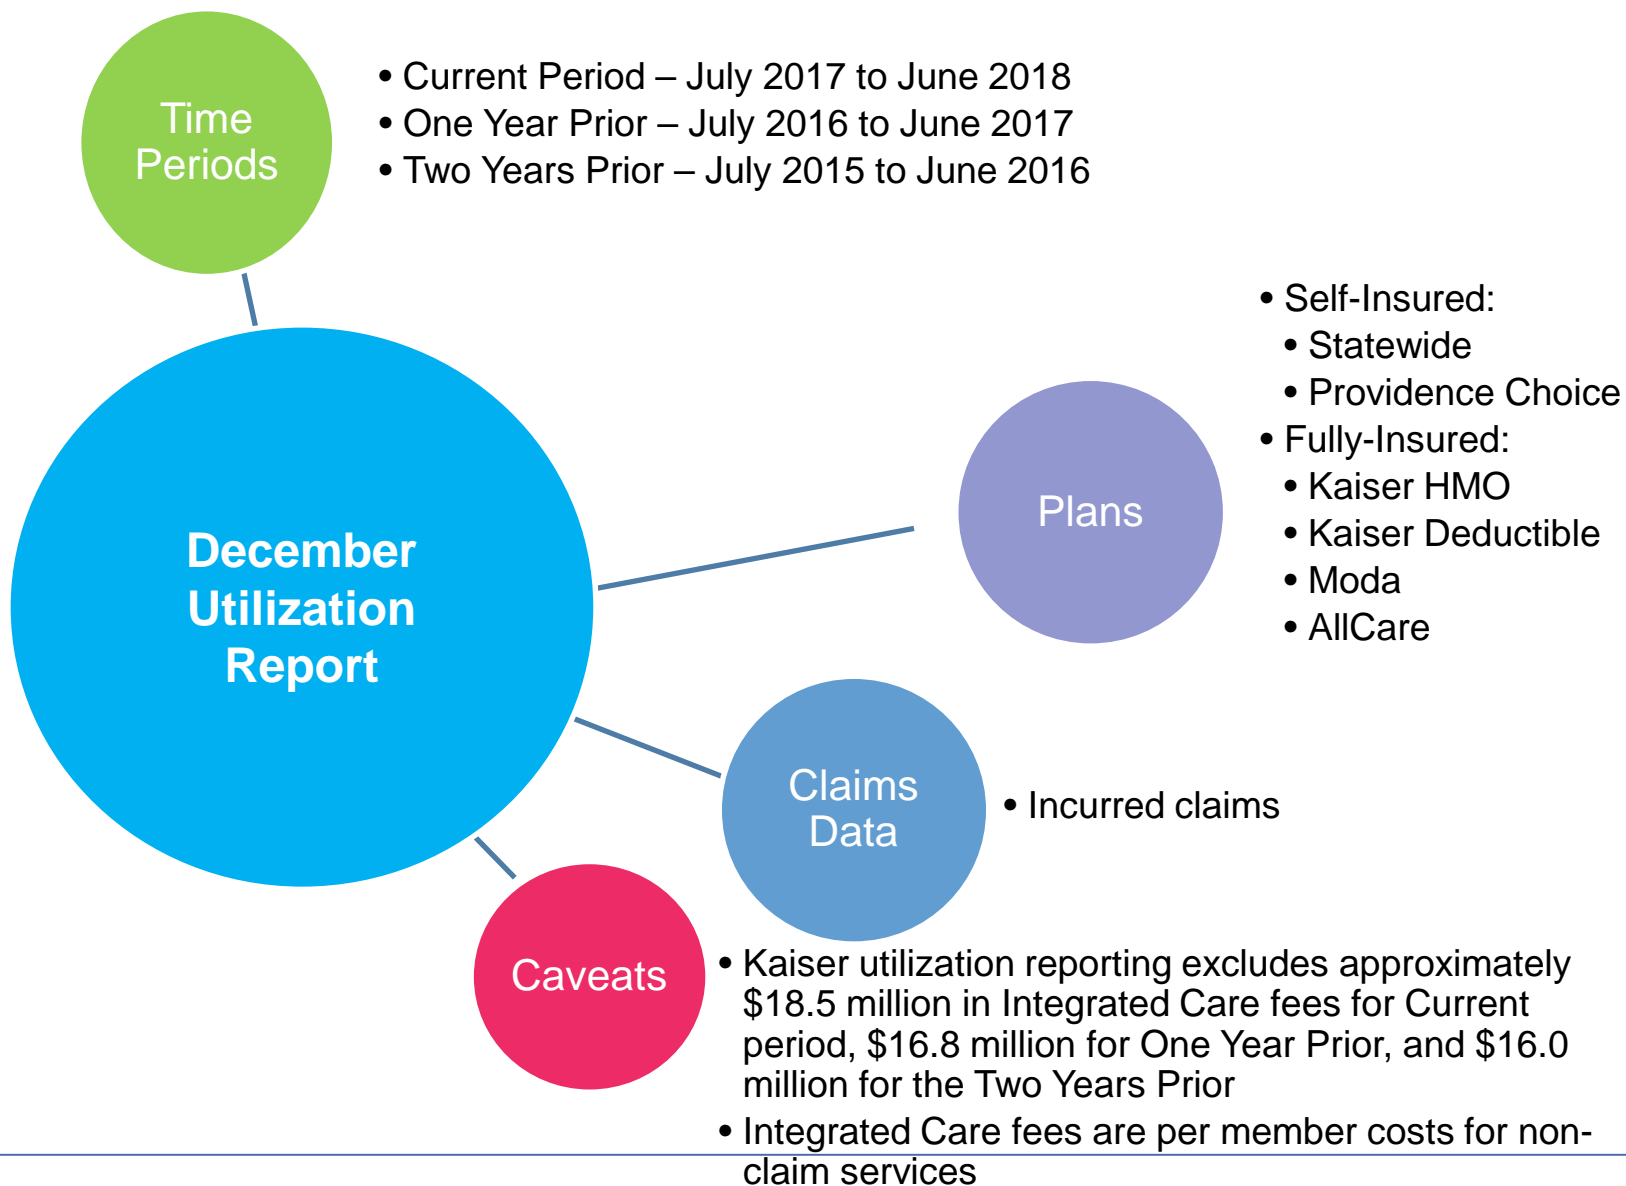 Time
Periods
• Current Period – July 2017 to June 2018
• One Year Prior – July 2016 to June 2017
• Two Years Prior – July 2015 to June 2016
December
Utilization
Report
Plans
• Self-Insured:
• Statewide
• Providence Choice
• Fully-Insured:
• Kaiser HMO
• Kaiser Deductible
• Moda
• AllCare
Claims
Data
• Incurred claims
Caveats
• Kaiser utilization reporting excludes approximately
$18.5 million in Integrated Care fees for Current
period, $16.8 million for One Year Prior, and $16.0
million for the Two Years Prior
• Integrated Care fees are per member costs for non-
claim services